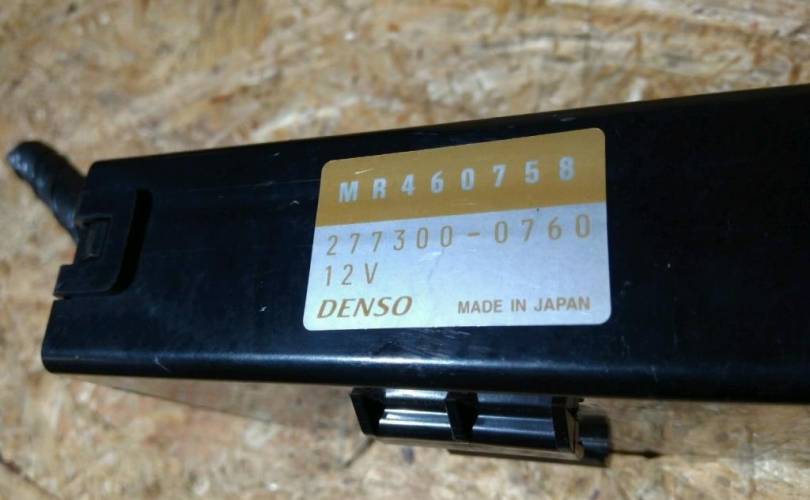 MR460758
277300-0760
12V
DENSO MADE IN JAPAN